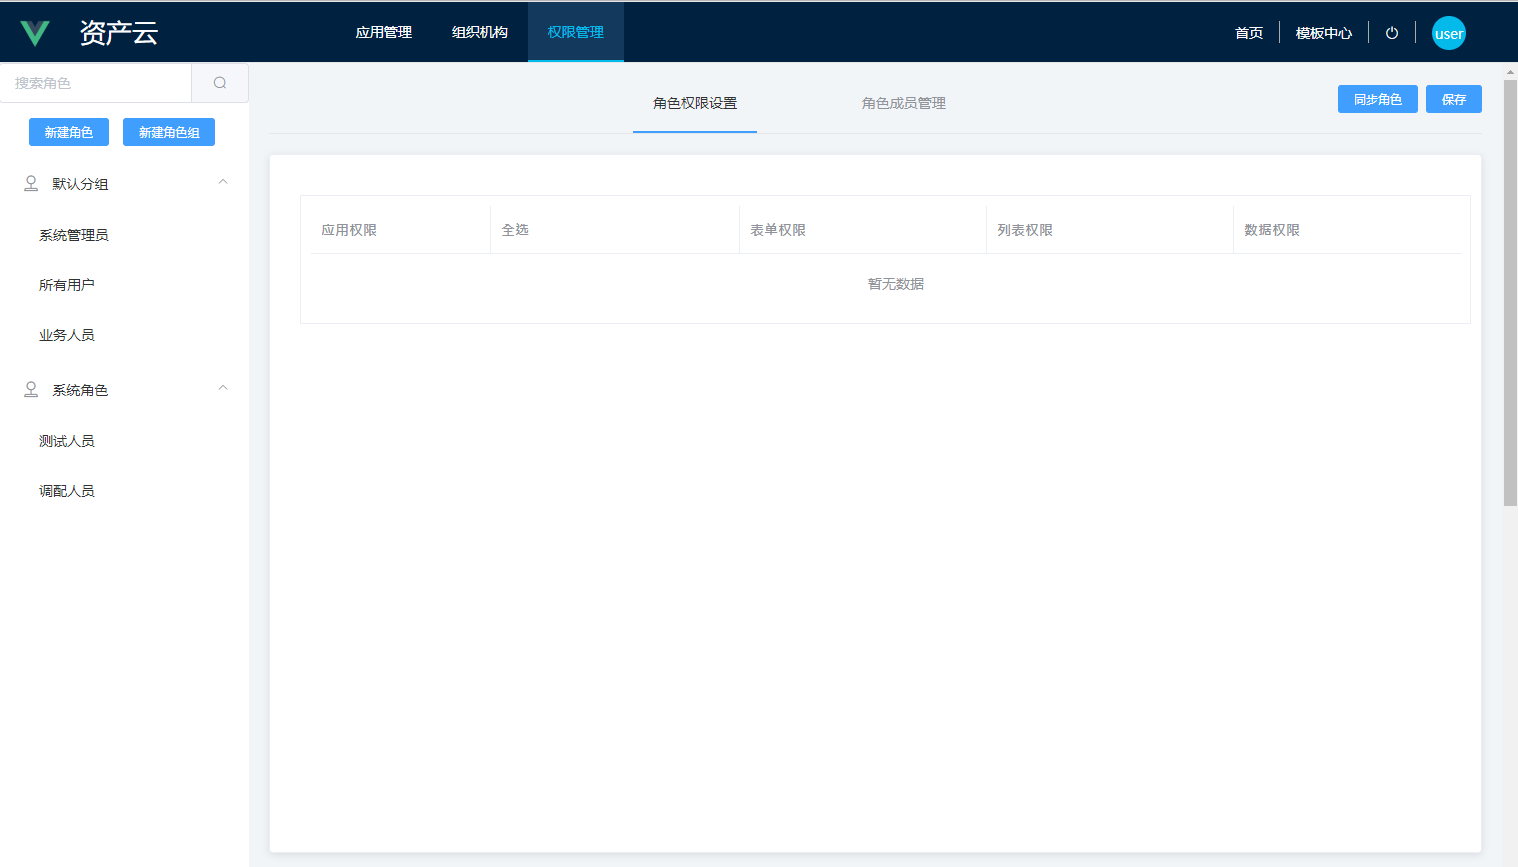 资产云
应用管理 组织机构 权限管理
首页 模板中心 user
搜索角色
新建角色 新建角色组
默认分组
系统管理员
所有用户
业务人员
系统角色
测试人员
调配人员
角色权限设置 角色成员管理
同步角色 保存
应用权限 全选 表单权限 列表权限 数据权限
暂无数据